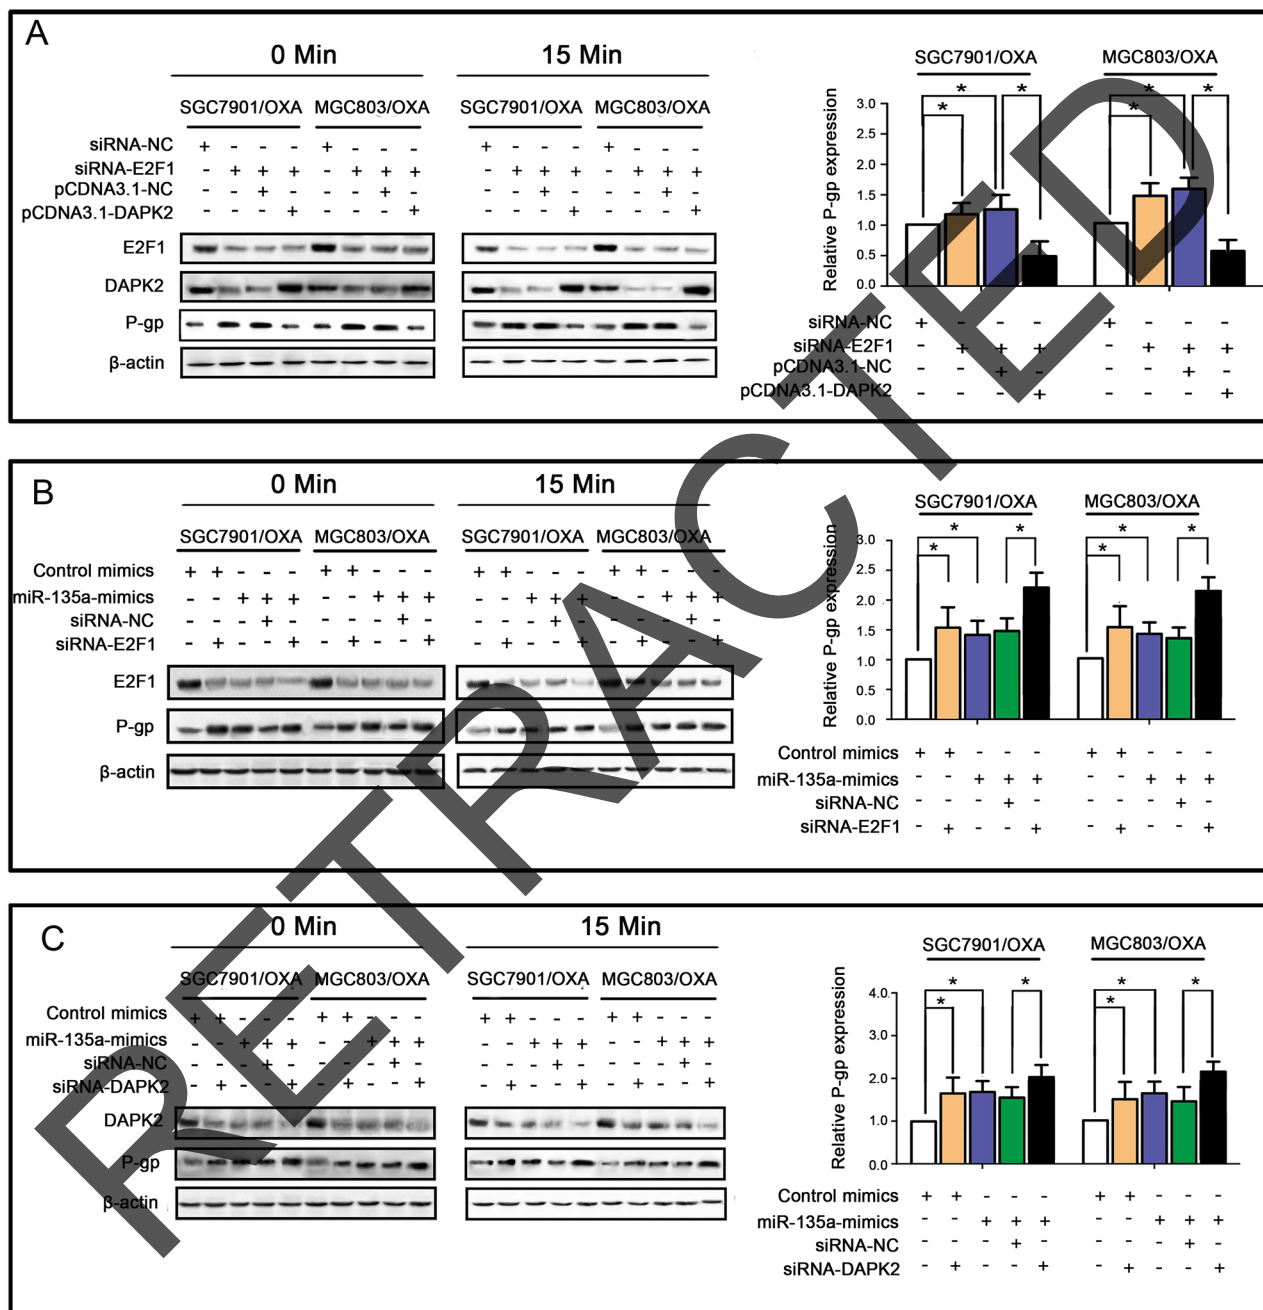 A
0 Min 15 Min
SGC7901/OXA MGC803/OXA SGC7901/OXA MGC803/OXA
siRNA-NC + - - - + - - - + - - - + - - -
siRNA-E2F1 - + + + - + + + - + + + - + + +
pCDNA3.1-NC - - + - - - + - - - + - - - + -
pCDNA3.1-DAPK2 - - - + - - - + - - - + - - - +
E2F1
DAPK2
P-gp
β-actin
SGC7901/OXA MGC803/OXA
* * * * * *
Relative P-gp expression
3.0
2.5
2.0
1.5
1.0
0.5
0.0
siRNA-NC + - - - + - - -
siRNA-E2F1 - + + + - + + +
pCDNA3.1-NC - - + - - - + -
pCDNA3.1-DAPK2 - - - + - - - +
B
0 Min 15 Min
SGC7901/OXA MGC803/OXA SGC7901/OXA MGC803/OXA
Control mimics + + - - - + + - - - + + - - - + + - - -
miR-135a-mimics - - + + + - - + + + - - + + + - - + + +
siRNA-NC - - - + - - - - + - - - - + - - - - + -
siRNA-E2F1 - + - - + - + - - + - + - - + - + - - +
E2F1
P-gp
β-actin
SGC7901/OXA MGC803/OXA
* * * * * *
Relative P-gp expression
3.0
2.5
2.0
1.5
1.0
0.5
0.0
Control mimics + + - - - + + - - -
miR-135a-mimics - - + + + - - + + +
siRNA-NC - - - + - - - - + -
siRNA-E2F1 - + - - + - + - - +
C
0 Min 15 Min
SGC7901/OXA MGC803/OXA SGC7901/OXA MGC803/OXA
Control mimics + + - - - + + - - - + + - - - + + - - -
miR-135a-mimics - - + + + - - + + + - - + + + - - + + +
siRNA-NC - - - + - - - - + - - - - + - - - - + -
siRNA-DAPK2 - + - - + - + - - + - + - - + - + - - +
DAPK2
P-gp
β-actin
SGC7901/OXA MGC803/OXA
* * * * * *
Relative P-gp expression
4.0
3.0
2.0
1.0
0.0
Control mimics + + - - - + + - - -
miR-135a-mimics - - + + + - - + + +
siRNA-NC - - - + - - - - + -
siRNA-DAPK2 - + - - + - + - - +
RETRACTED